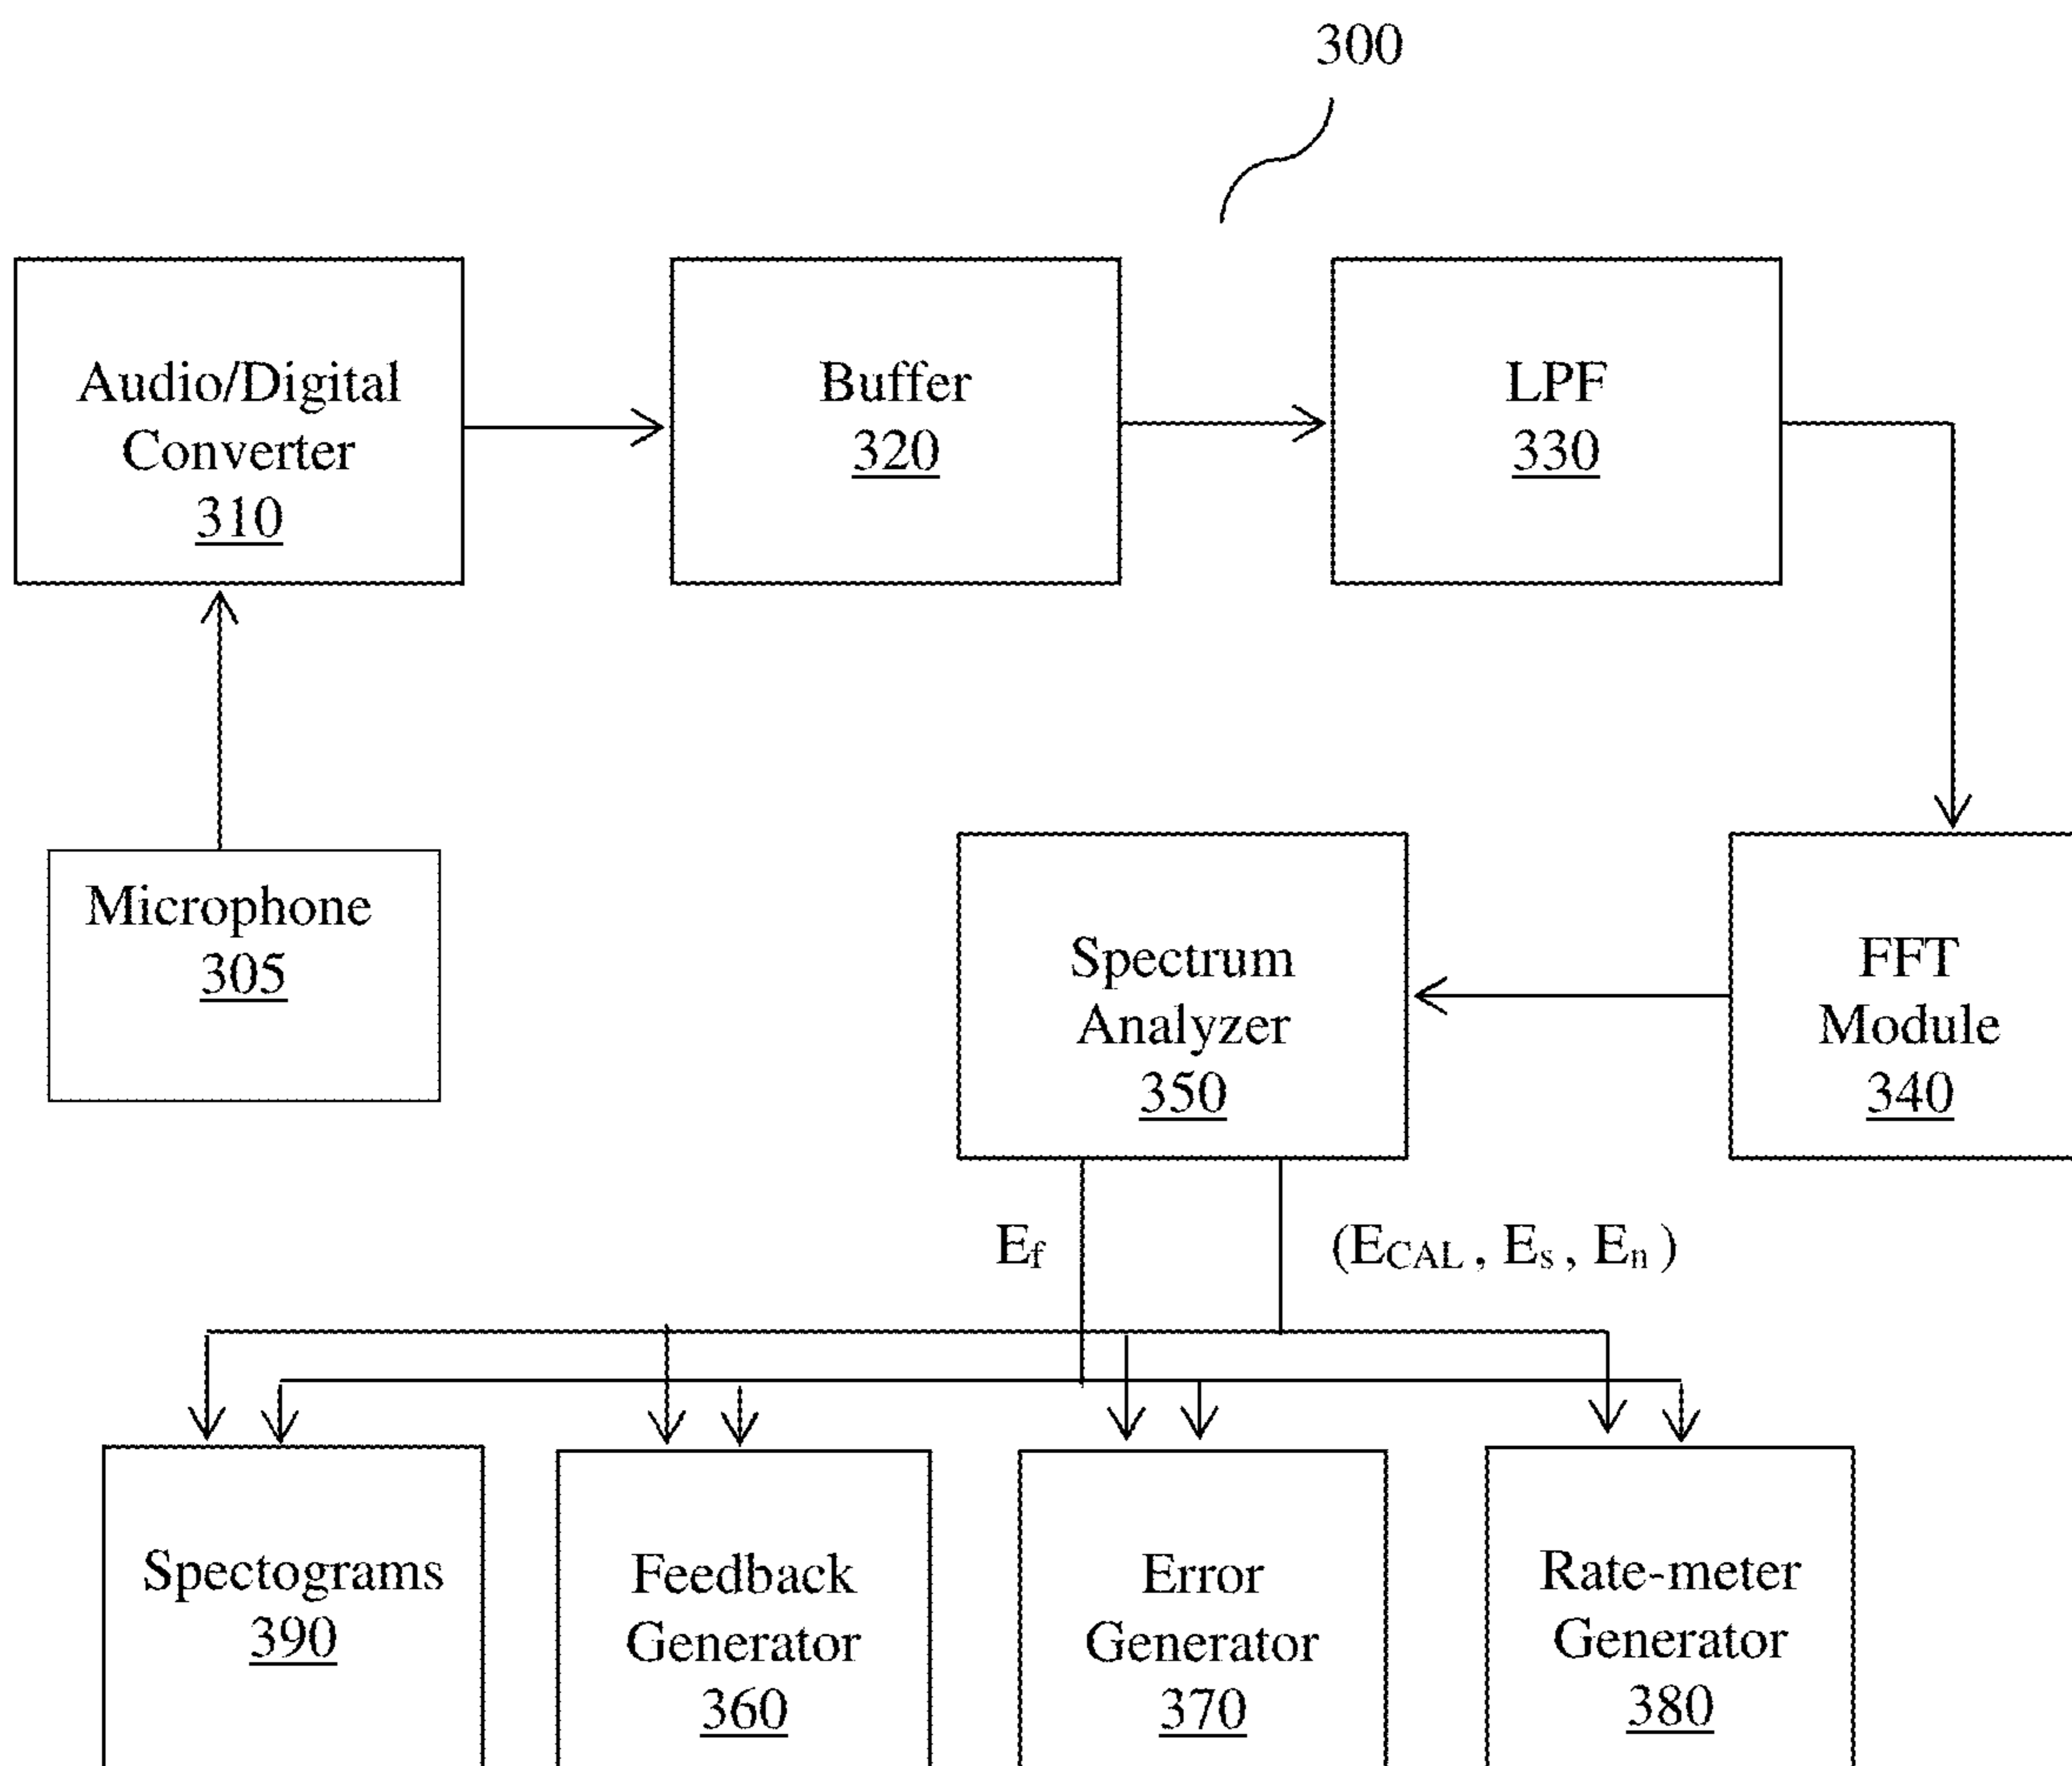 300
Audio/Digital
Converter
310
Buffer
320
LPF
330
Microphone
305
Spectrum
Analyzer
350
FFT
Module
340
Ef
(ECAL , Es , En )
Spectograms
390
Feedback
Generator
360
Error
Generator
370
Rate-meter
Generator
380